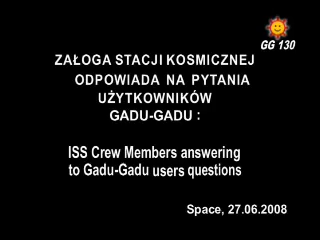 GG 130
ZAŁOGA STACJI KOSMICZNEJ
ODPOWIADA NA PYTANIA
UŻYTKOWNIKÓW
GADU-GADU :
ISS Crew Members answering
to Gadu-Gadu users questions
Space, 27.06.2008